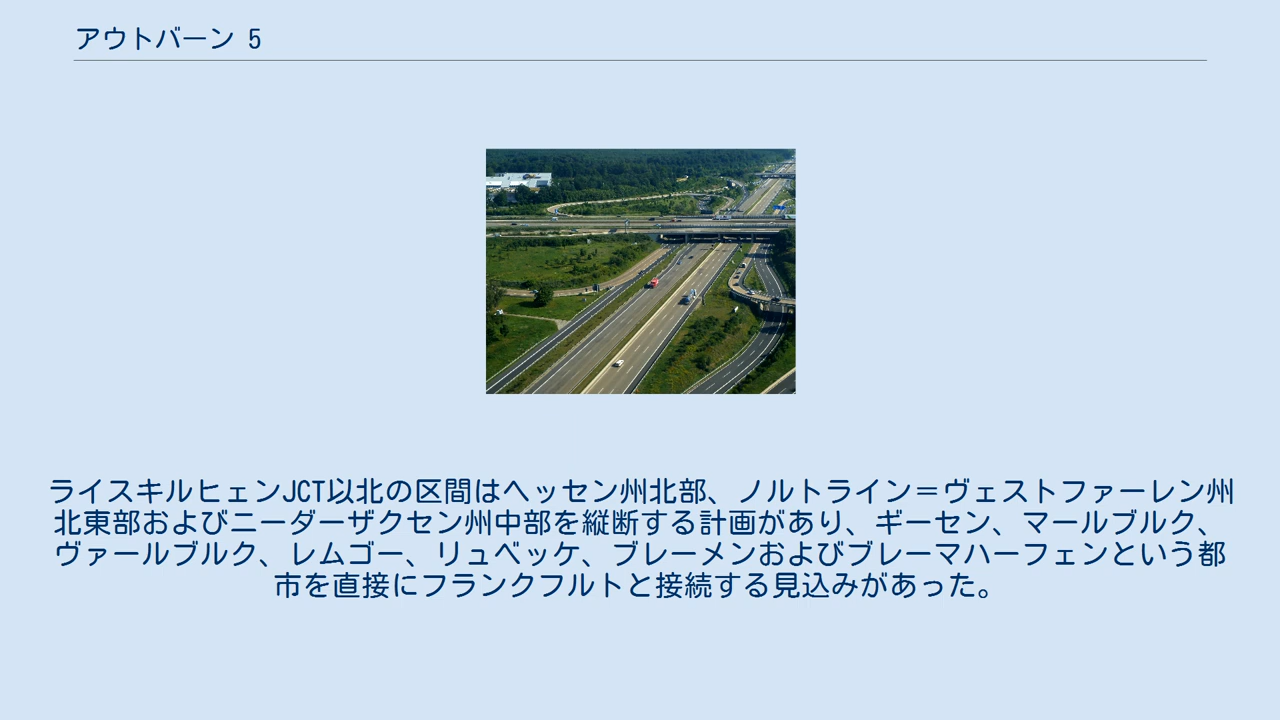 アウトバーン 5
ライスキルヒェンJCT以北の区間はヘッセン州北部、ノルトライン＝ヴェストファーレン州
北東部およびニーダーザクセン州中部を縦断する計画があり、ギーセン、マールブルク、
ヴァールブルク、レムゴー、リュベッケ、ブレーメンおよびブレーマハーフェンという都
市を直接にフランクフルトと接続する見込みがあった。